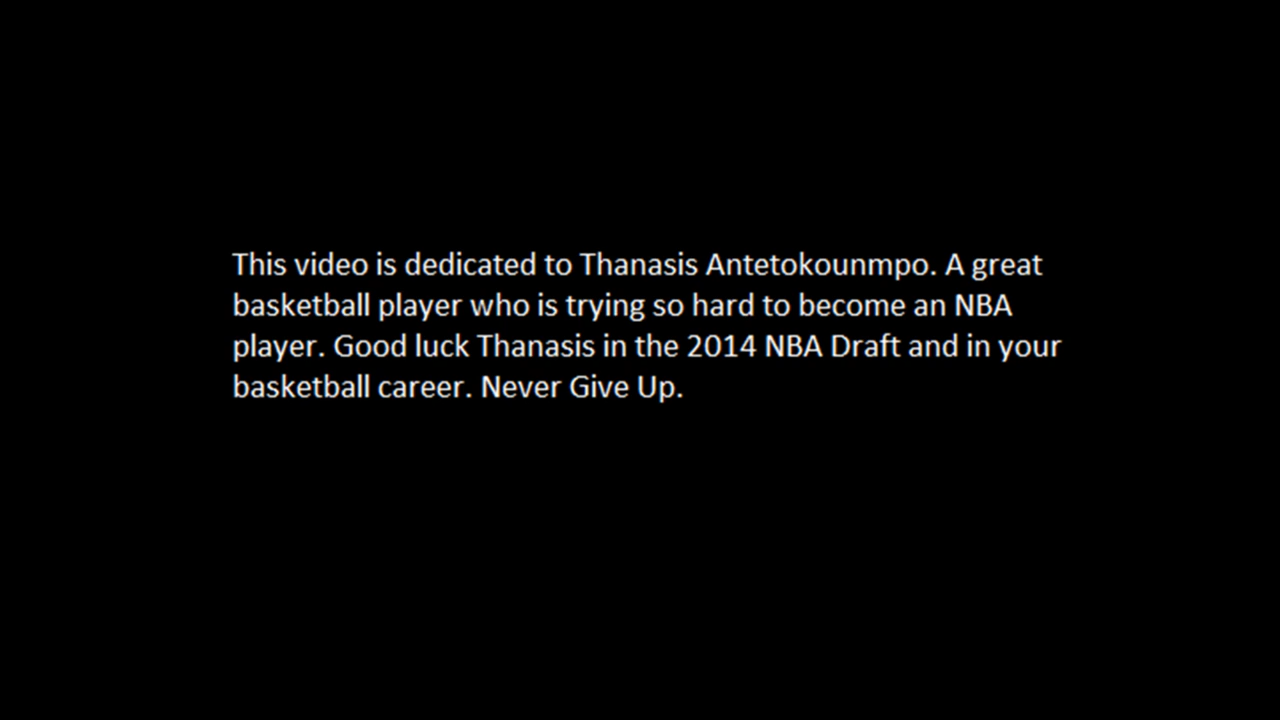 This video is dedicated to Thanasis Antetokounmpo. A great
basketball player who is trying so hard to become an NBA
player. Good luck Thanasis in the 2014 NBA Draft and in your
basketball career. Never Give Up.